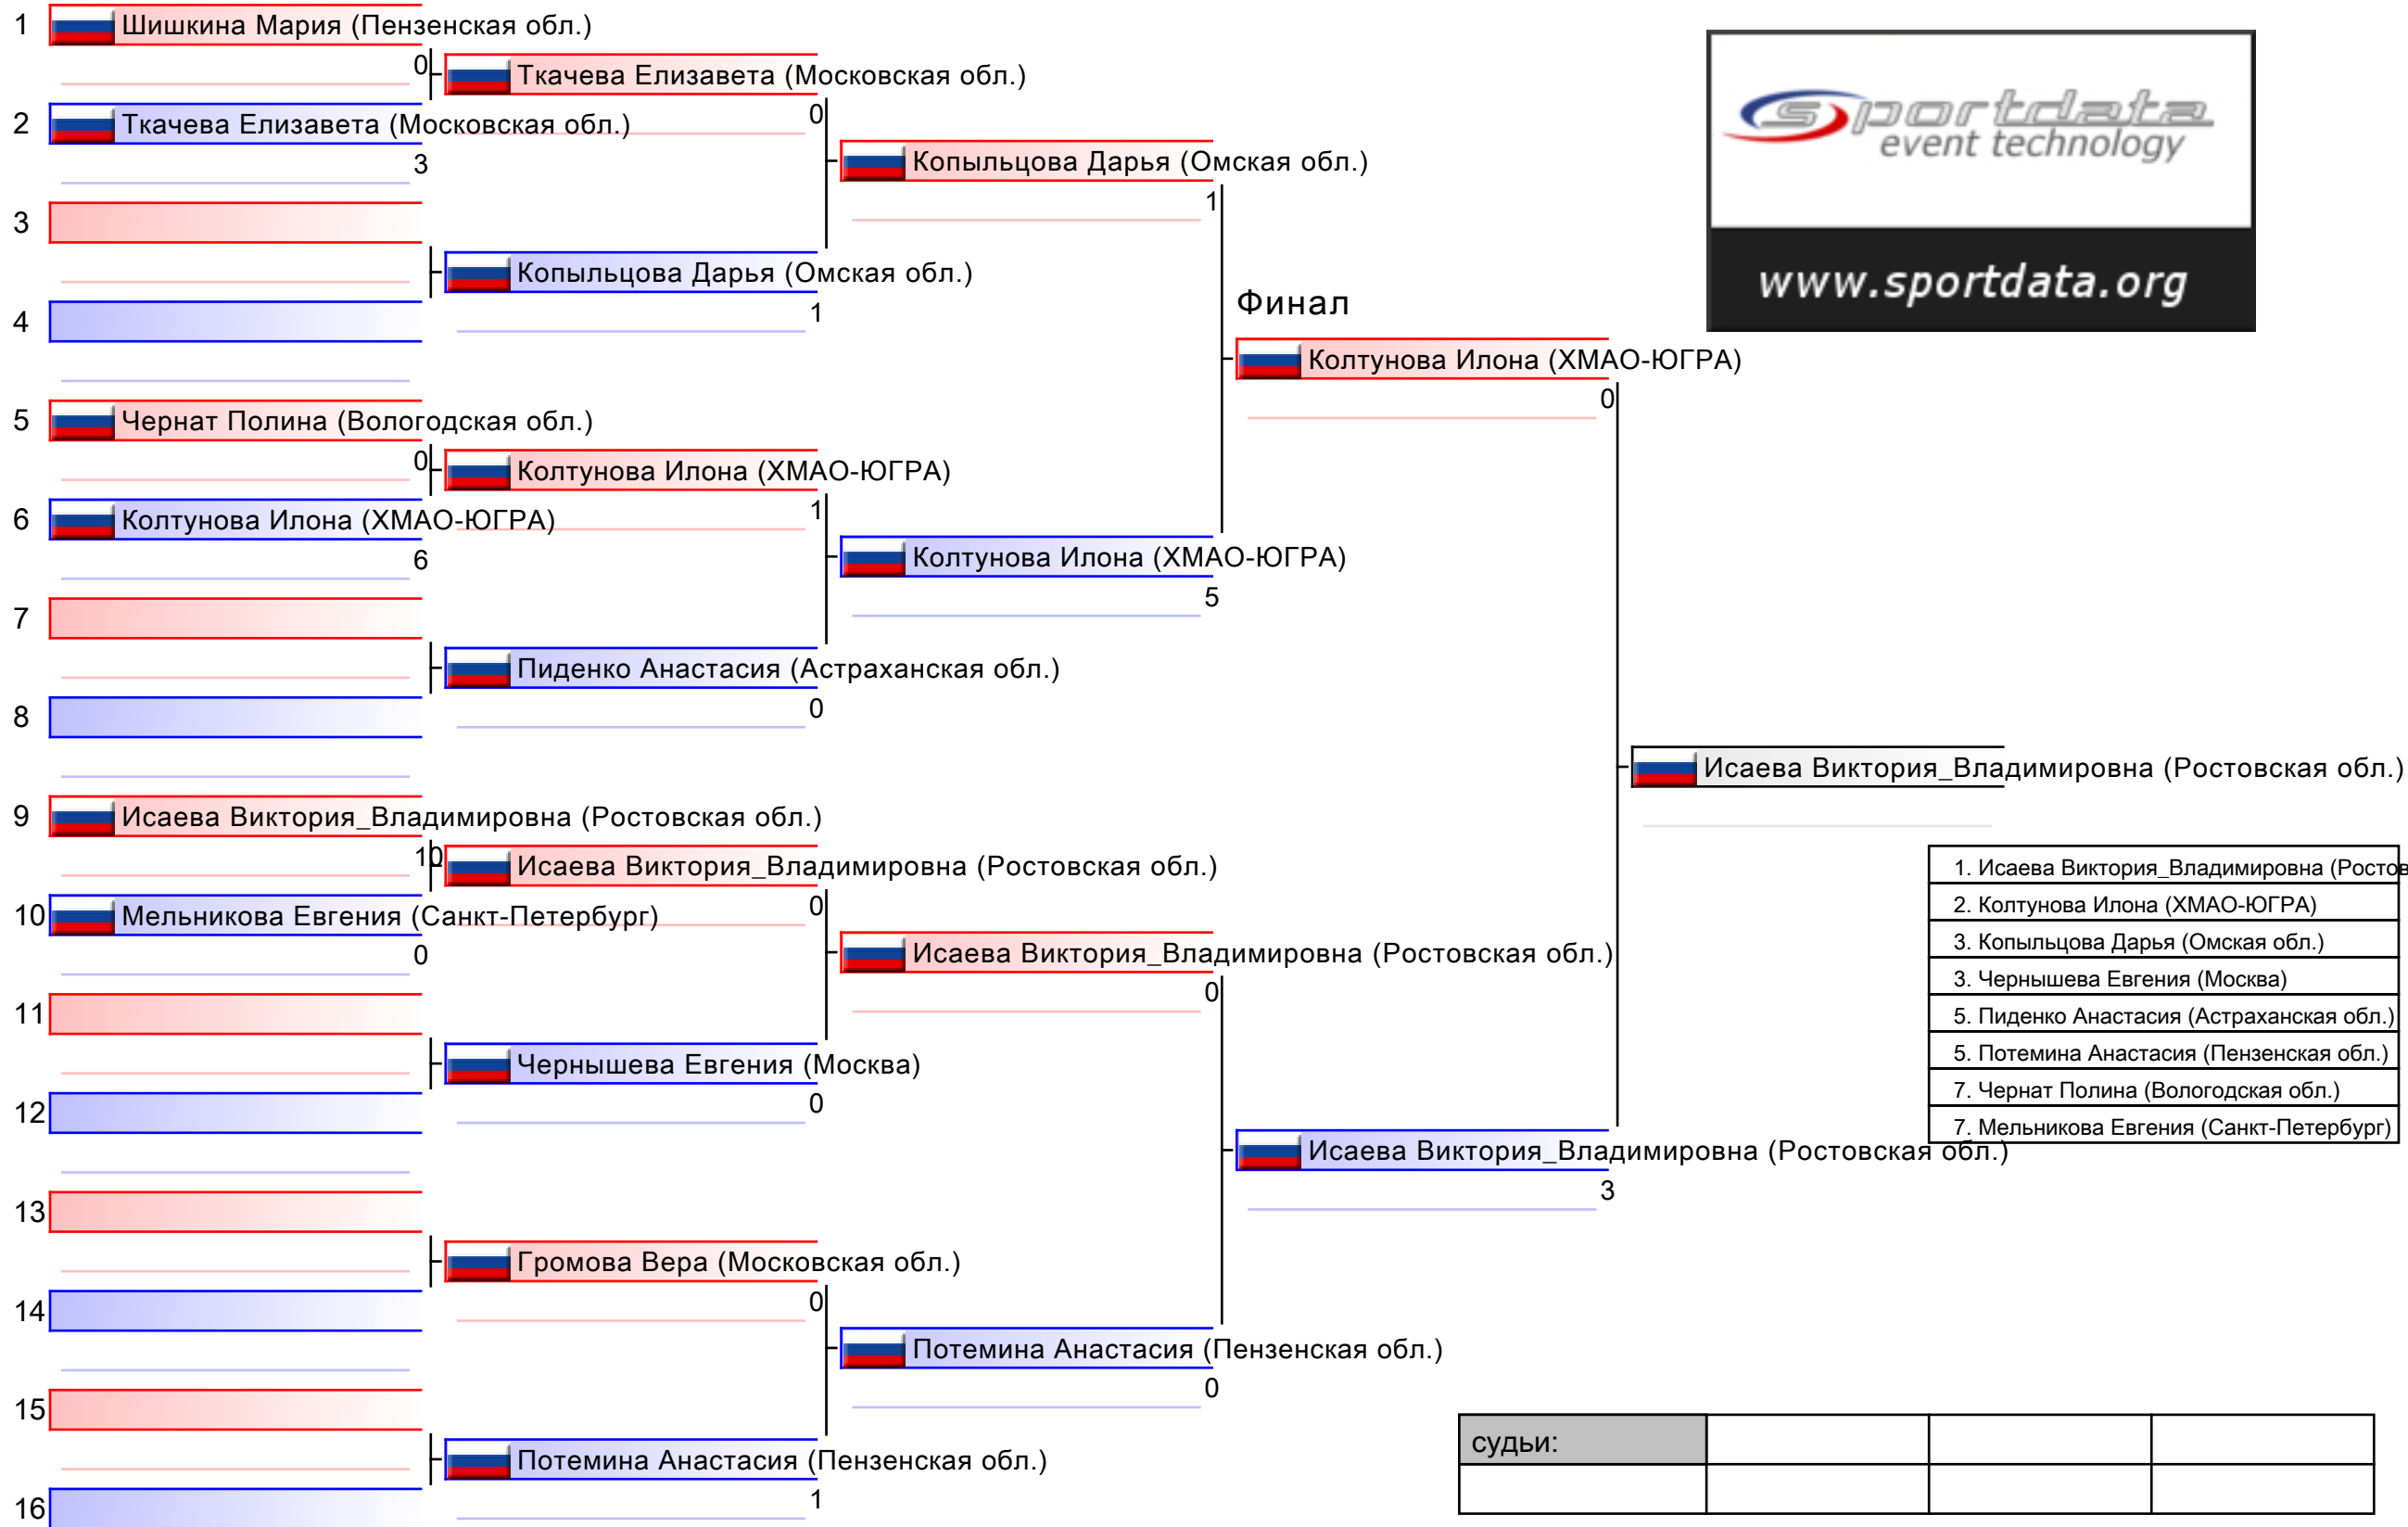 1 Шишкина Мария (Пензенская обл.)
0
2 Ткачева Елизавета (Московская обл.)
3
3
4
5 Чернат Полина (Вологодская обл.)
0
6 Колтунова Илона (ХМАО-ЮГРА)
6
7
8
9 Исаева Виктория_Владимировна (Ростовская обл.)
10
10 Мельникова Евгения (Санкт-Петербург)
0
11
12
13
14
15
16
Ткачева Елизавета (Московская обл.)
0
Копыльцова Дарья (Омская обл.)
1
Колтунова Илона (ХМАО-ЮГРА)
1
Пиденко Анастасия (Астраханская обл.)
0
Исаева Виктория_Владимировна (Ростовская обл.)
0
Чернышева Евгения (Москва)
0
Громова Вера (Московская обл.)
0
Потемина Анастасия (Пензенская обл.)
1
Копыльцова Дарья (Омская обл.)
1
Колтунова Илона (ХМАО-ЮГРА)
5
Исаева Виктория_Владимировна (Ростовская обл.)
0
Потемина Анастасия (Пензенская обл.)
0
Финал
Колтунова Илона (ХМАО-ЮГРА)
0
Исаева Виктория_Владимировна (Ростовская обл.)
3
Исаева Виктория_Владимировна (Ростовская обл.)
sportdata
event technology
www.sportdata.org
1. Исаева Виктория_Владимировна (Ростов
2. Колтунова Илона (ХМАО-ЮГРА)
3. Копыльцова Дарья (Омская обл.)
3. Чернышева Евгения (Москва)
5. Пиденко Анастасия (Астраханская обл.)
5. Потемина Анастасия (Пензенская обл.)
7. Чернат Полина (Вологодская обл.)
7. Мельникова Евгения (Санкт-Петербург)
судьи: